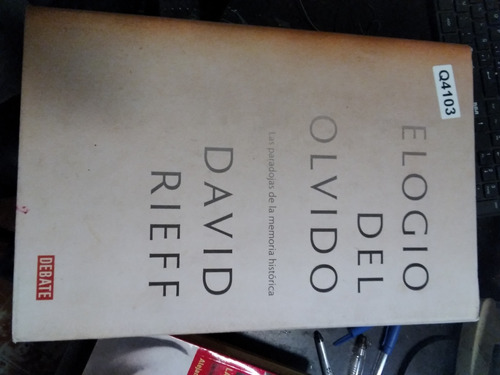 Q4103
ELOGIO
DEL
OLVIDO
Las paradojas de la memoria histórica
DAVID
RIEFF
DEBATE